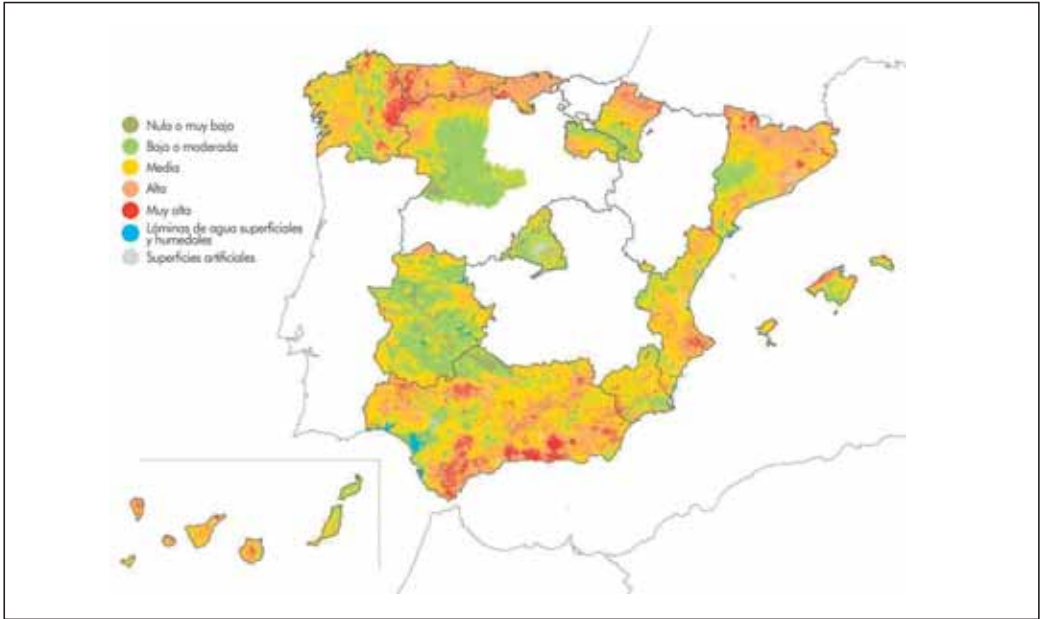 Nula o muy baja
Baja o moderada
Media
Alta
Muy alta
Láminas de agua superficiales
y humedales
Superficies artificiales